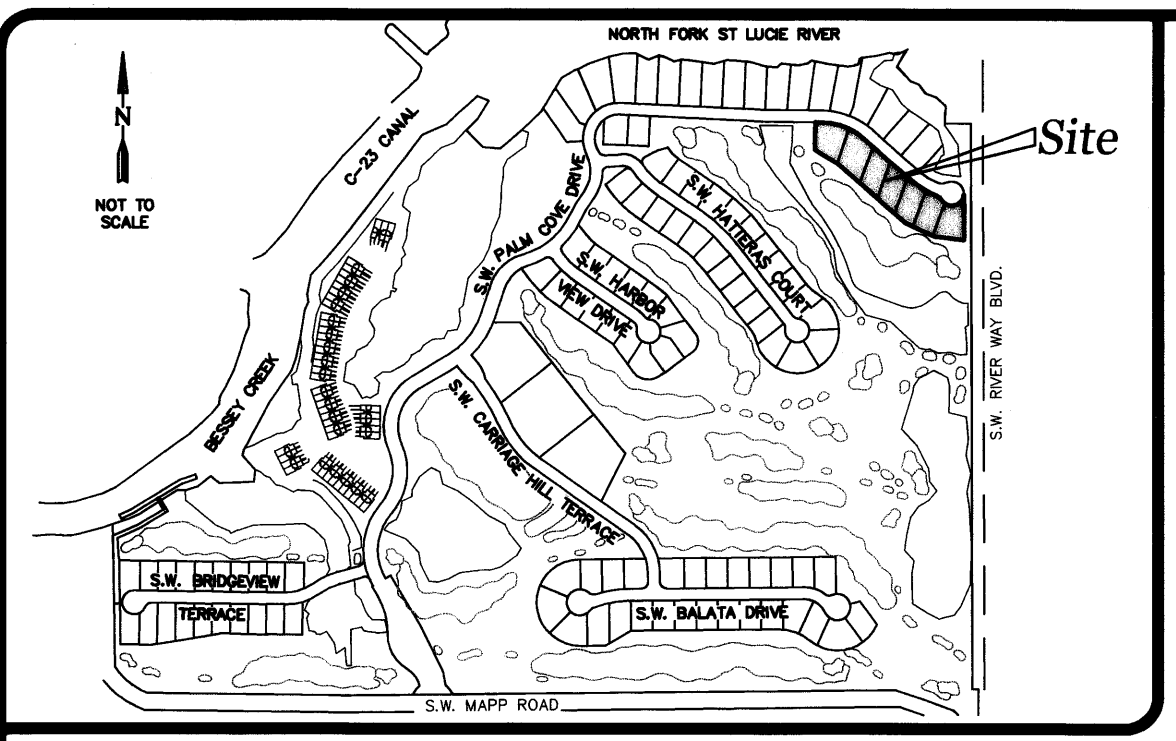 NORTH FORK ST LUCIE RIVER
N
NOT TO
SCALE
C-23 CANAL
Site
S.W. PALM COVE DRIVE
S.W. HATTERAS COURT
S.W. HARBOR
VIEW DRIVE
S.W. RIVER WAY BLVD.
BESSEY CREEK
S.W. CARRIAGE HILL TERRACE
S.W. BRIDGEVIEW
TERRACE
S.W. BALATA DRIVE
S.W. MAPP ROAD